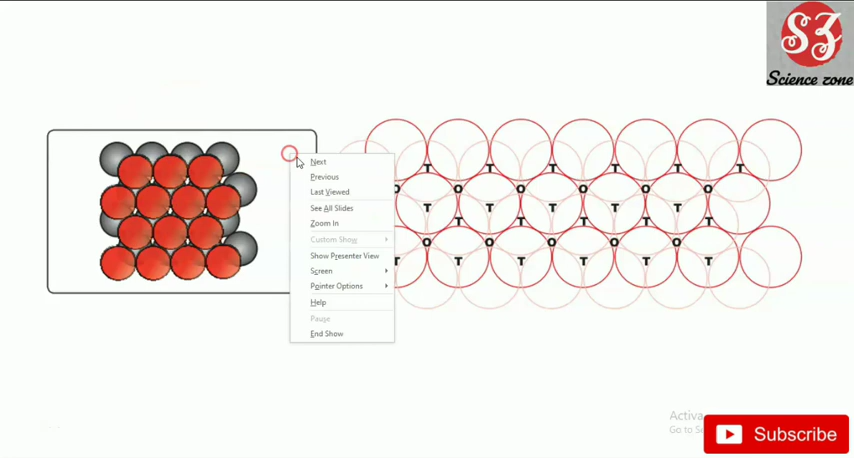 SZ
Science zone
Next
Previous
Last Viewed
See All Slides
Zoom In
Custom Show
Show Presenter View
Screen
Pointer Options
Help
Pause
End Show
T T T T T T
O O O O O O
T T T T T T
T T T T T
O O O O O
T T T T T T
Activa
Go to Se
Subscribe